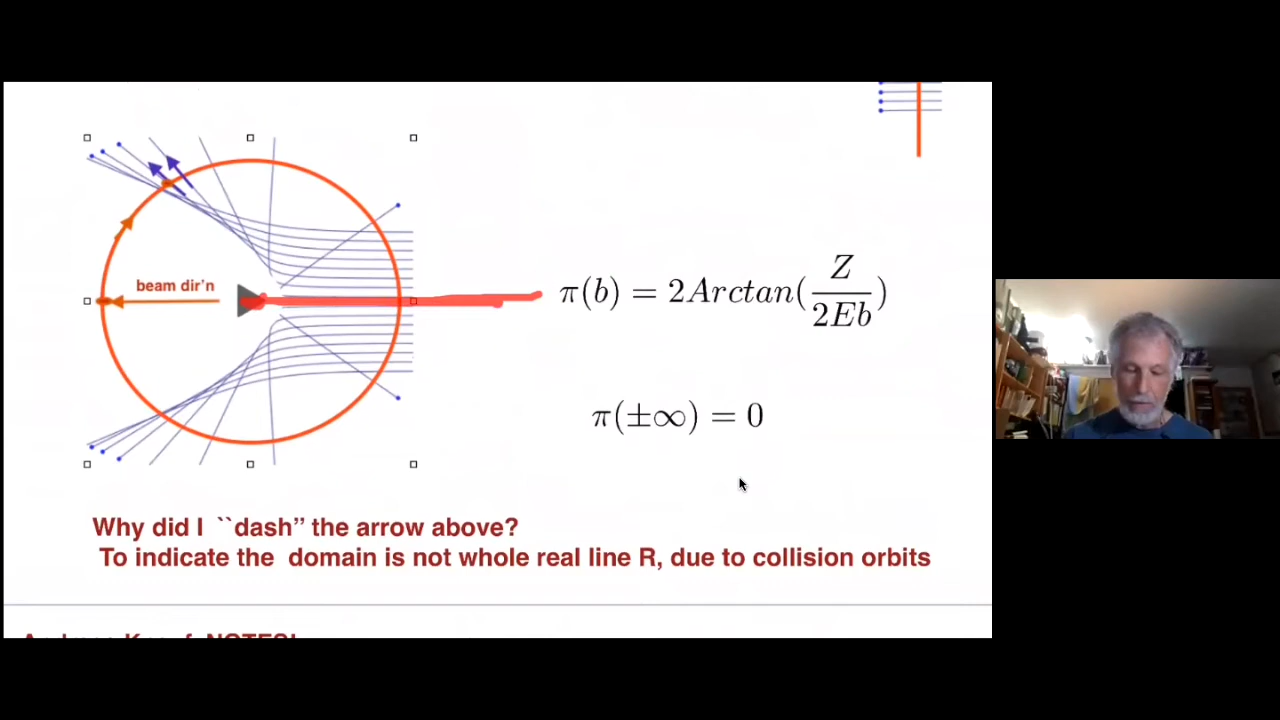 beam dir'n
π(b) = 2Arctan(Z/2Eb)
π(±∞) = 0
Why did I ``dash” the arrow above?
To indicate the domain is not whole real line R, due to collision orbits